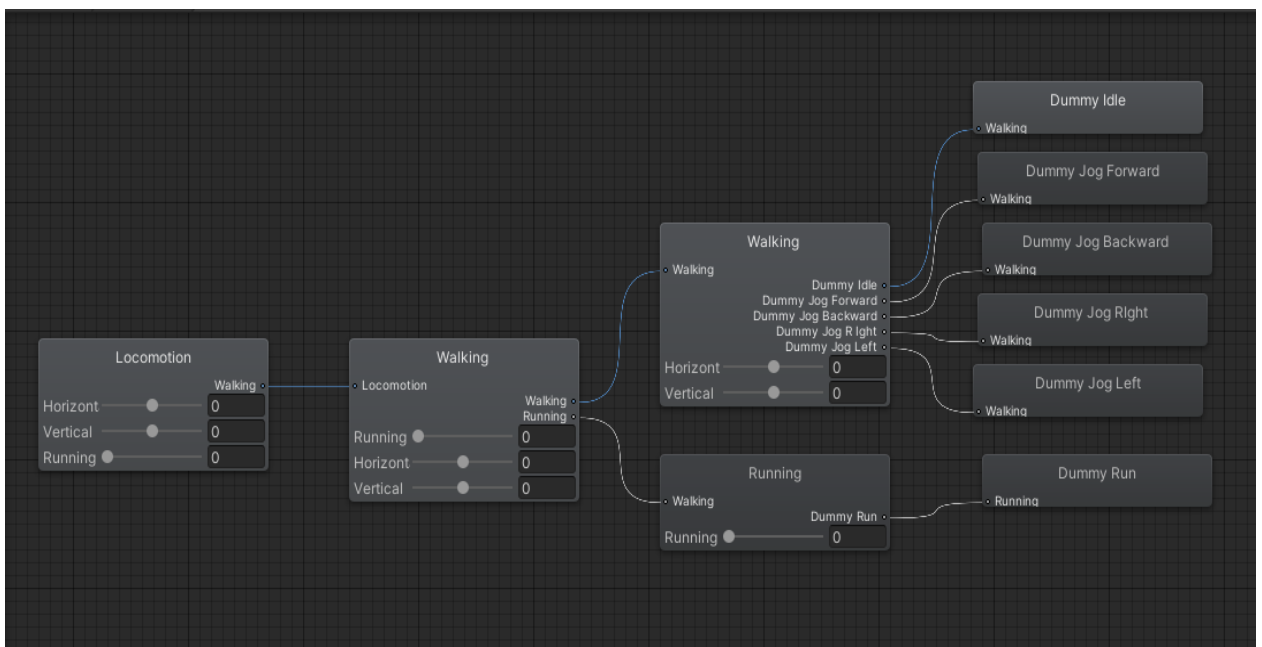 Dummy Idle
Walking
Dummy Jog Forward
Walking
Dummy Jog Backward
Walking
Dummy Jog RIght
Walking
Dummy Jog Left
Walking
Walking
Walking
Dummy Idle
Dummy Jog Forward
Dummy Jog Backward
Dummy Jog R Ight
Dummy Jog Left
Horizont 0
Vertical 0
Locomotion
Walking
Horizont 0
Vertical 0
Running 0
Walking
Locomotion
Walking
Running
Running 0
Horizont 0
Vertical 0
Running
Walking
Dummy Run
Running 0
Dummy Run
Running